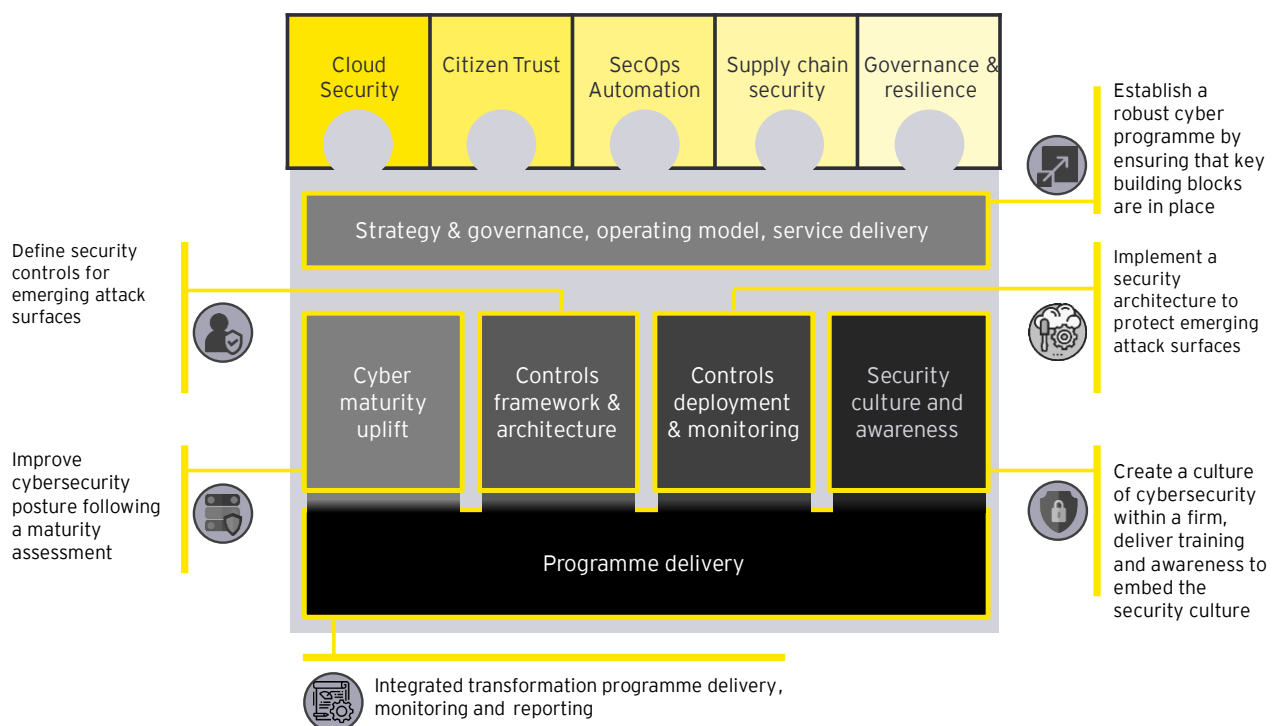 Cloud
Security
Citizen Trust
SecOps
Automation
Supply chain
security
Governance &
resilience
Establish a
robust cyber
programme by
ensuring that key
building blocks
are in place
Strategy & governance, operating model, service delivery
Define security
controls for
emerging attack
surfaces
Implement a
security
architecture to
protect emerging
attack surfaces
Cyber
maturity
uplift
Controls
framework &
architecture
Controls
deployment
& monitoring
Security
culture and
awareness
Improve
cybersecurity
posture following
a maturity
assessment
Create a culture
of cybersecurity
within a firm,
deliver training
and awareness to
embed the
security culture
Programme delivery
Integrated transformation programme delivery,
monitoring and reporting